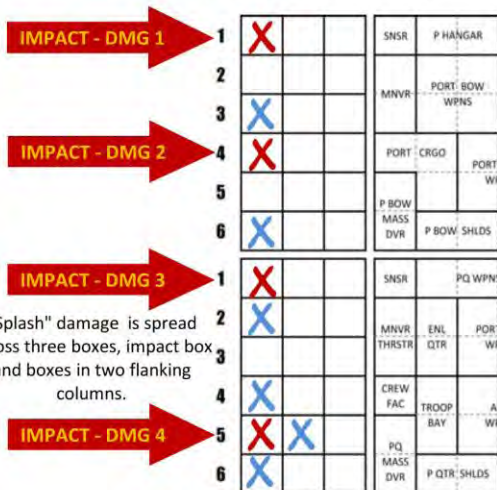 IMPACT - DMG 1
1
SNSR
P HANGAR
2
MNVR
PORT BOW
WPNS
3
IMPACT - DMG 2
4
PORT CRGO
PORT
5
P BOW
MASS
DVR
6
P BOW SHLDS
IMPACT - DMG 3
1
SNSR
PQ WPNS
Splash" damage is spread
three boxes, impact box
boxes in two flanking
columns.
2
MNVR
THRSTR
ENL
QTR
PORT
3
4
CREW
FAC
TROOP
BAY
IMPACT - DMG 4
5
PQ
MASS
DVR
6
P QTR SHLDS